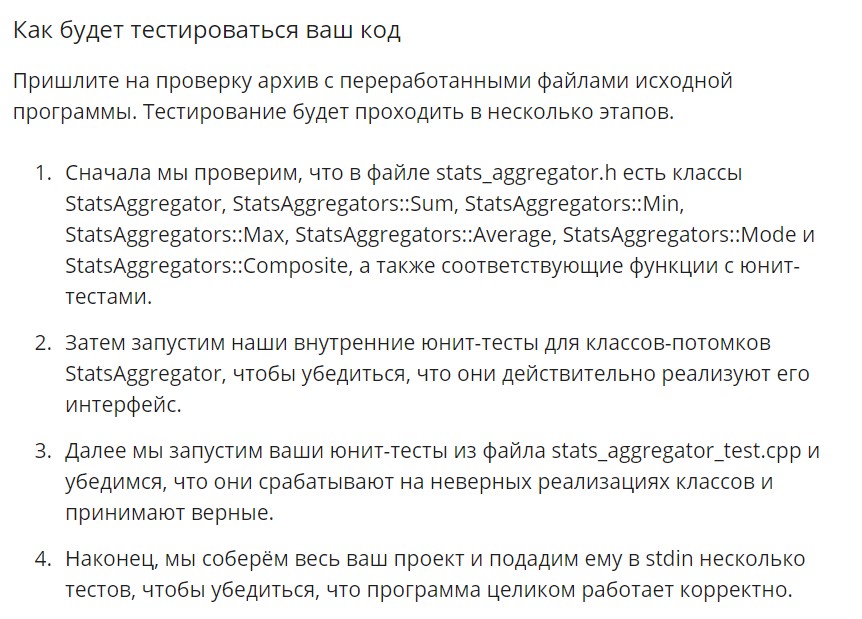 Как будет тестироваться ваш код
Пришлите на проверку архив с переработанными файлами исходной
программы. Тестирование будет проходить в несколько этапов.
1. Сначала мы проверим, что в файле stats_aggregator.h есть классы
StatsAggregator, StatsAggregators::Sum, StatsAggregators::Min,
StatsAggregators::Max, StatsAggregators::Average, StatsAggregators::Mode и
StatsAggregators::Composite, а также соответствующие функции с юнит-
тестами.
2. Затем запустим наши внутренние юнит-тесты для классов-потомков
StatsAggregator, чтобы убедиться, что они действительно реализуют его
интерфейс.
3. Далее мы запустим ваши юнит-тесты из файла stats_aggregator_test.cpp и
убедимся, что они срабатывают на неверных реализациях классов и
принимают верные.
4. Наконец, мы соберём весь ваш проект и подадим ему в stdin несколько
тестов, чтобы убедиться, что программа целиком работает корректно.